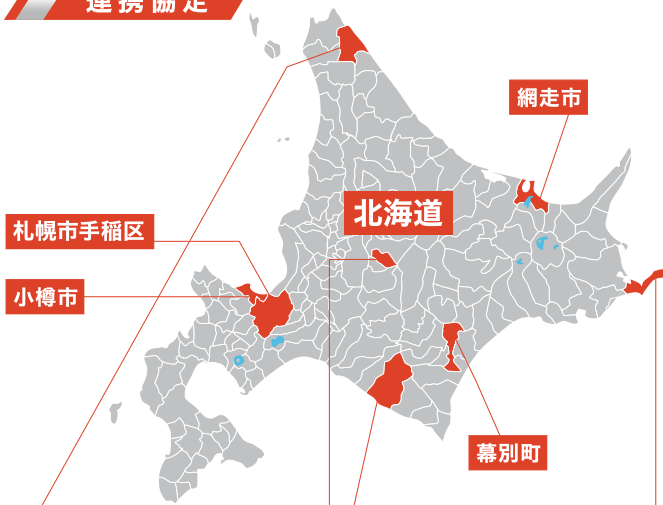 連携協定
網走市
北海道
札幌市手稲区
小樽市
幕別町